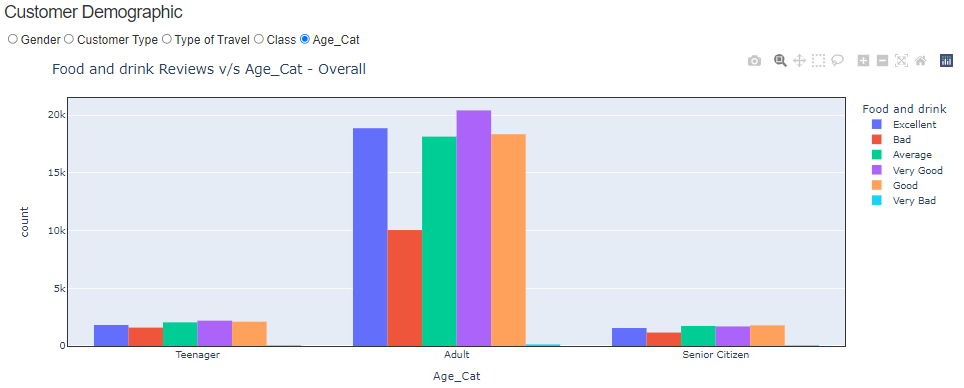 Customer Demographic
Gender Customer Type Type of Travel Class Age_Cat
Food and drink Reviews v/s Age_Cat - Overall
Food and drink
Excellent
Bad
Average
Very Good
Good
Very Bad
20k
15k
10k
5k
0
count
Teenager Adult Senior Citizen
Age_Cat